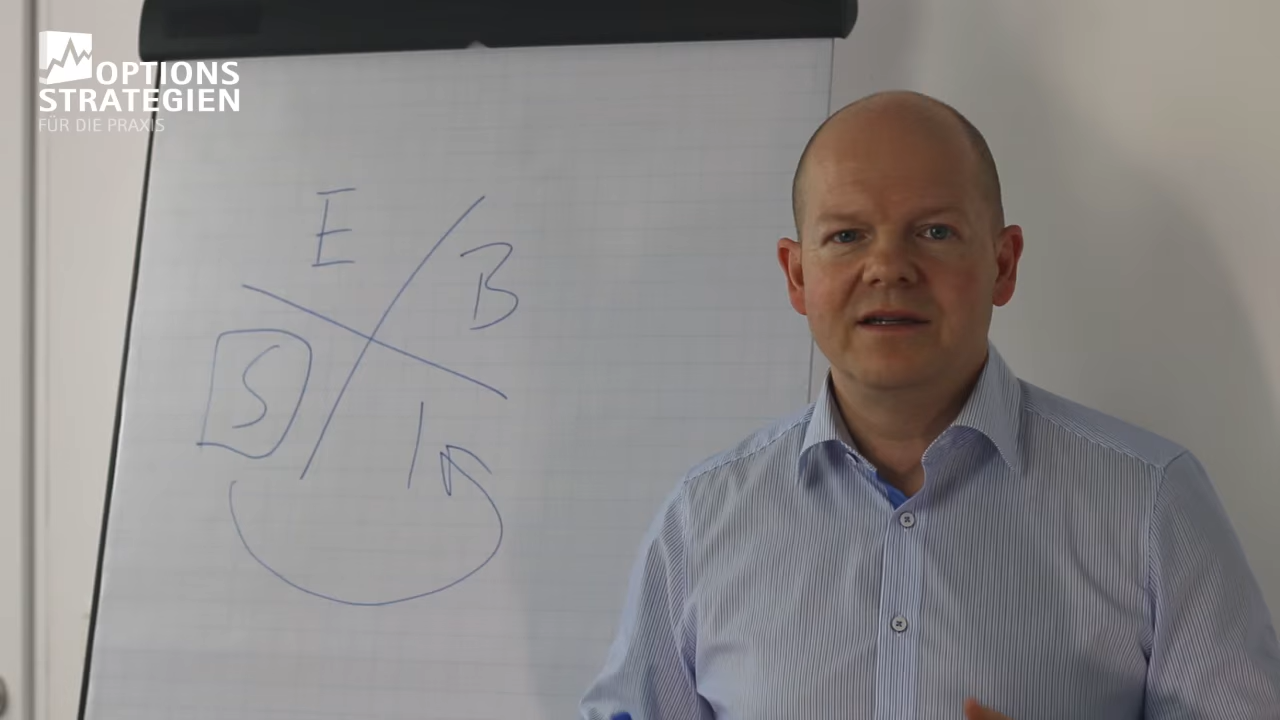 OPTIONS
STRATEGIEN
FÜR DIE PRAXIS
E
B
S
I